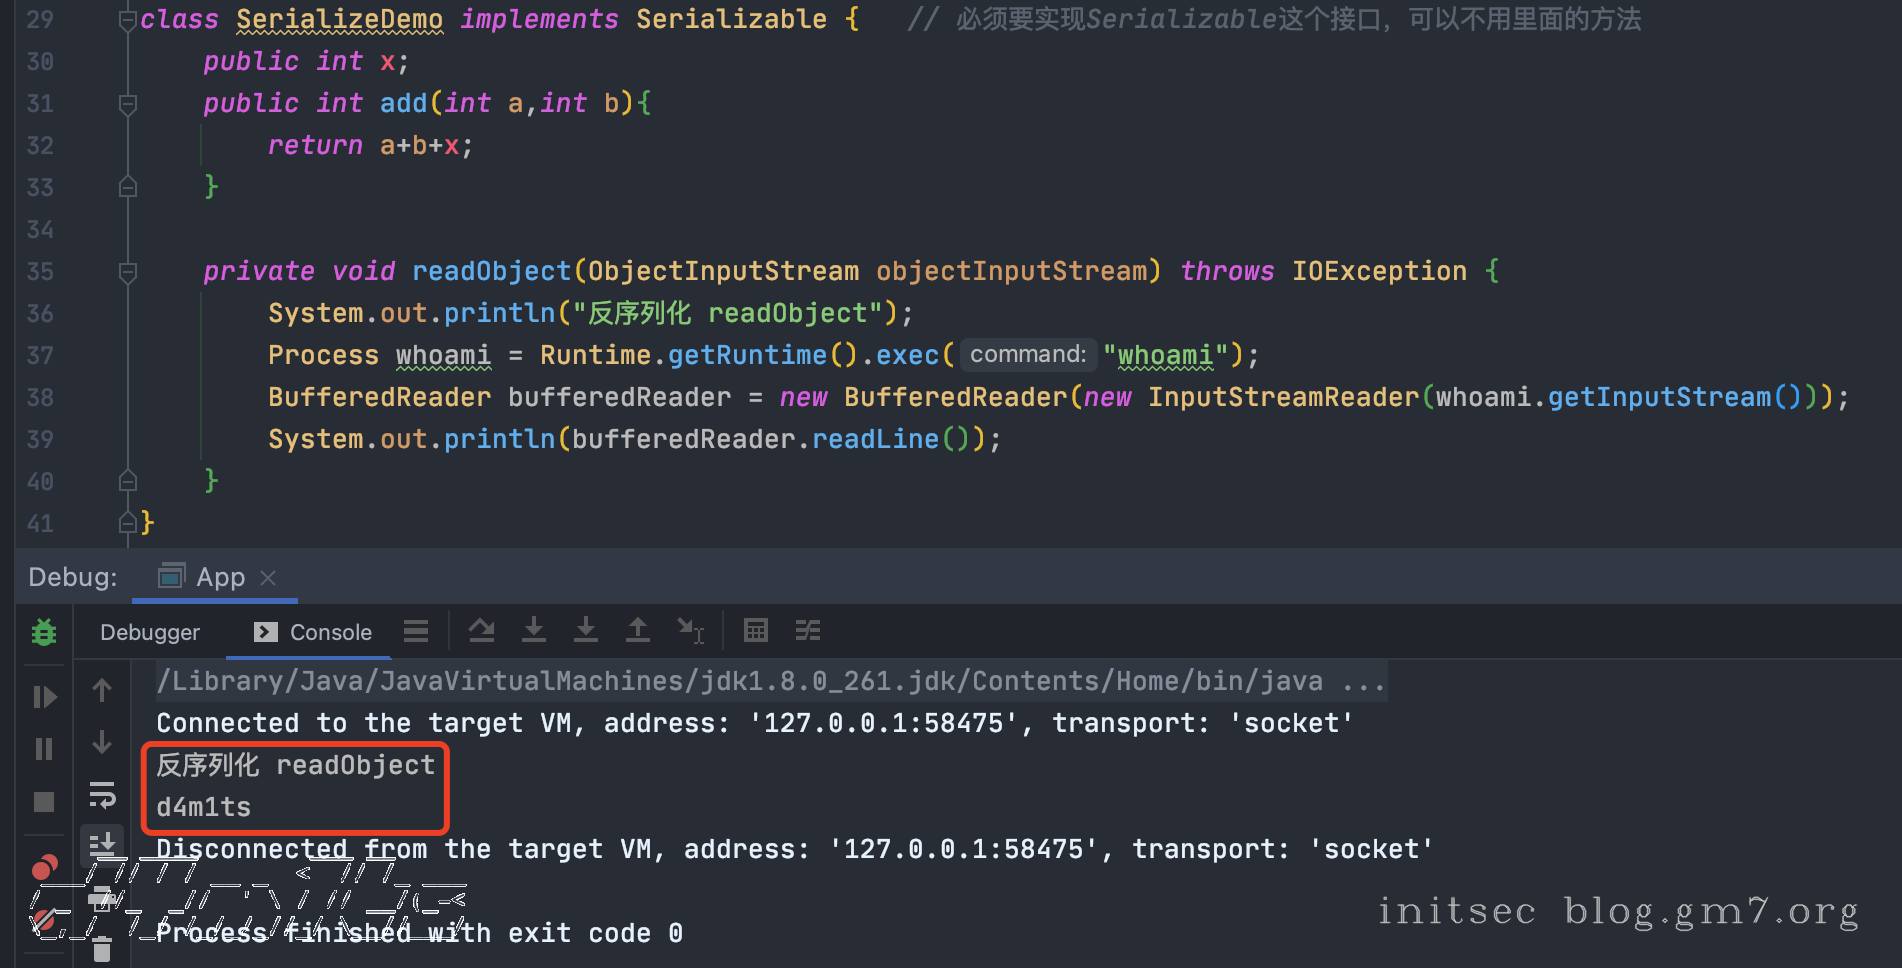 29 class SerializeDemo implements Serializable {   // 必须要实现Serializable这个接口，可以不用里面的方法
30     public int x;
31     public int add(int a,int b){
32         return a+b+x;
33     }
34
35     private void readObject(ObjectInputStream objectInputStream) throws IOException {
36         System.out.println("反序列化 readObject");
37         Process whoami = Runtime.getRuntime().exec( command: "whoami");
38         BufferedReader bufferedReader = new BufferedReader(new InputStreamReader(whoami.getInputStream()));
39         System.out.println(bufferedReader.readLine());
40     }
41 }
Debug: App
Debugger Console
/Library/Java/JavaVirtualMachines/jdk1.8.0_261.jdk/Contents/Home/bin/java ...
Connected to the target VM, address: '127.0.0.1:58475', transport: 'socket'
反序列化 readObject
d4m1ts
Disconnected from the target VM, address: '127.0.0.1:58475', transport: 'socket'
Process finished with exit code 0
initsec blog.gm7.org